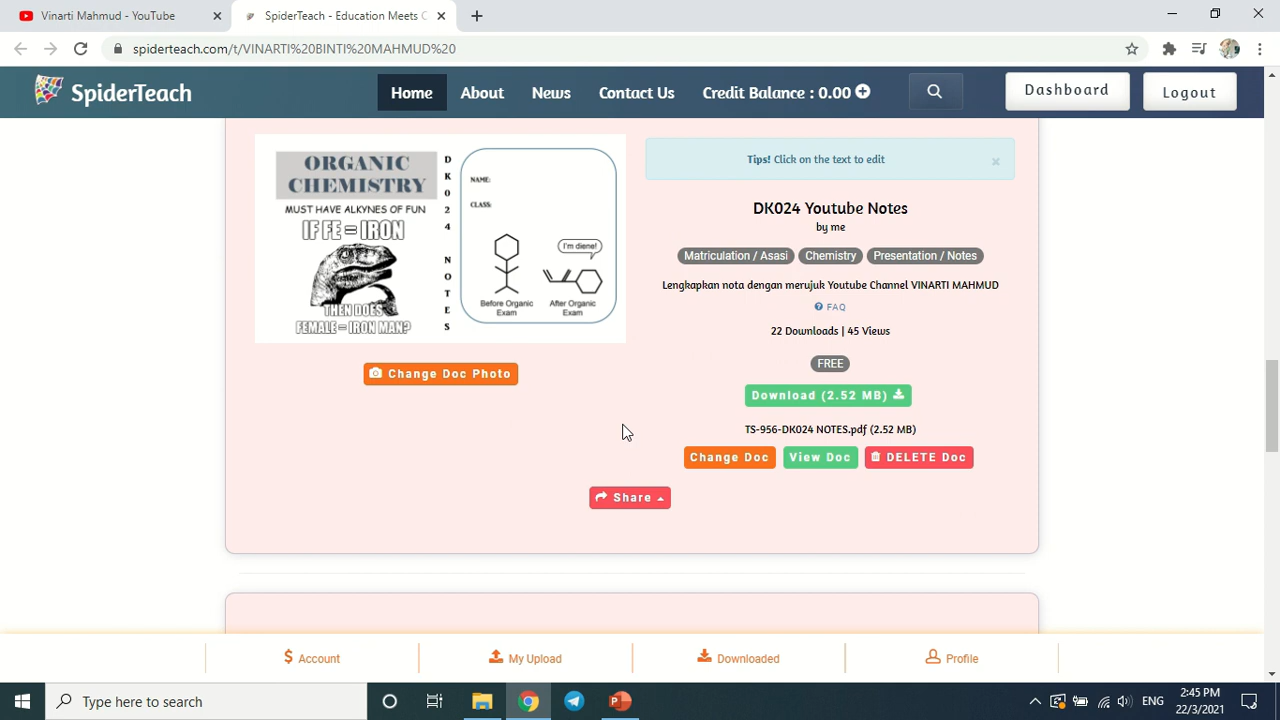 Vinarti Mahmud - YouTube
SpiderTeach - Education Meets C
spiderteach.com/t/VINARTI%20BINTI%20MAHMUD%20
SpiderTeach
Home
About
News
Contact Us
Credit Balance : 0.00
Dashboard
Logout
ORGANIC
CHEMISTRY
MUST HAVE ALKYNES OF FUN
IF FE = IRON
THEN DOES
FEMALE = IRON MAN?
DK024 NOTES
NAME:
CLASS:
I'm diene!
Before Organic
Exam
After Organic
Exam
Change Doc Photo
Tips! Click on the text to edit
×
DK024 Youtube Notes
by me
Matriculation / Asasi
Chemistry
Presentation / Notes
Lengkapkan nota dengan merujuk Youtube Channel VINARTI MAHMUD
FAQ
22 Downloads | 45 Views
FREE
Download (2.52 MB)
TS-956-DK024 NOTES.pdf (2.52 MB)
Change Doc
View Doc
DELETE Doc
Share
Account
My Upload
Downloaded
Profile
Type here to search
ENG
2:45 PM
22/3/2021